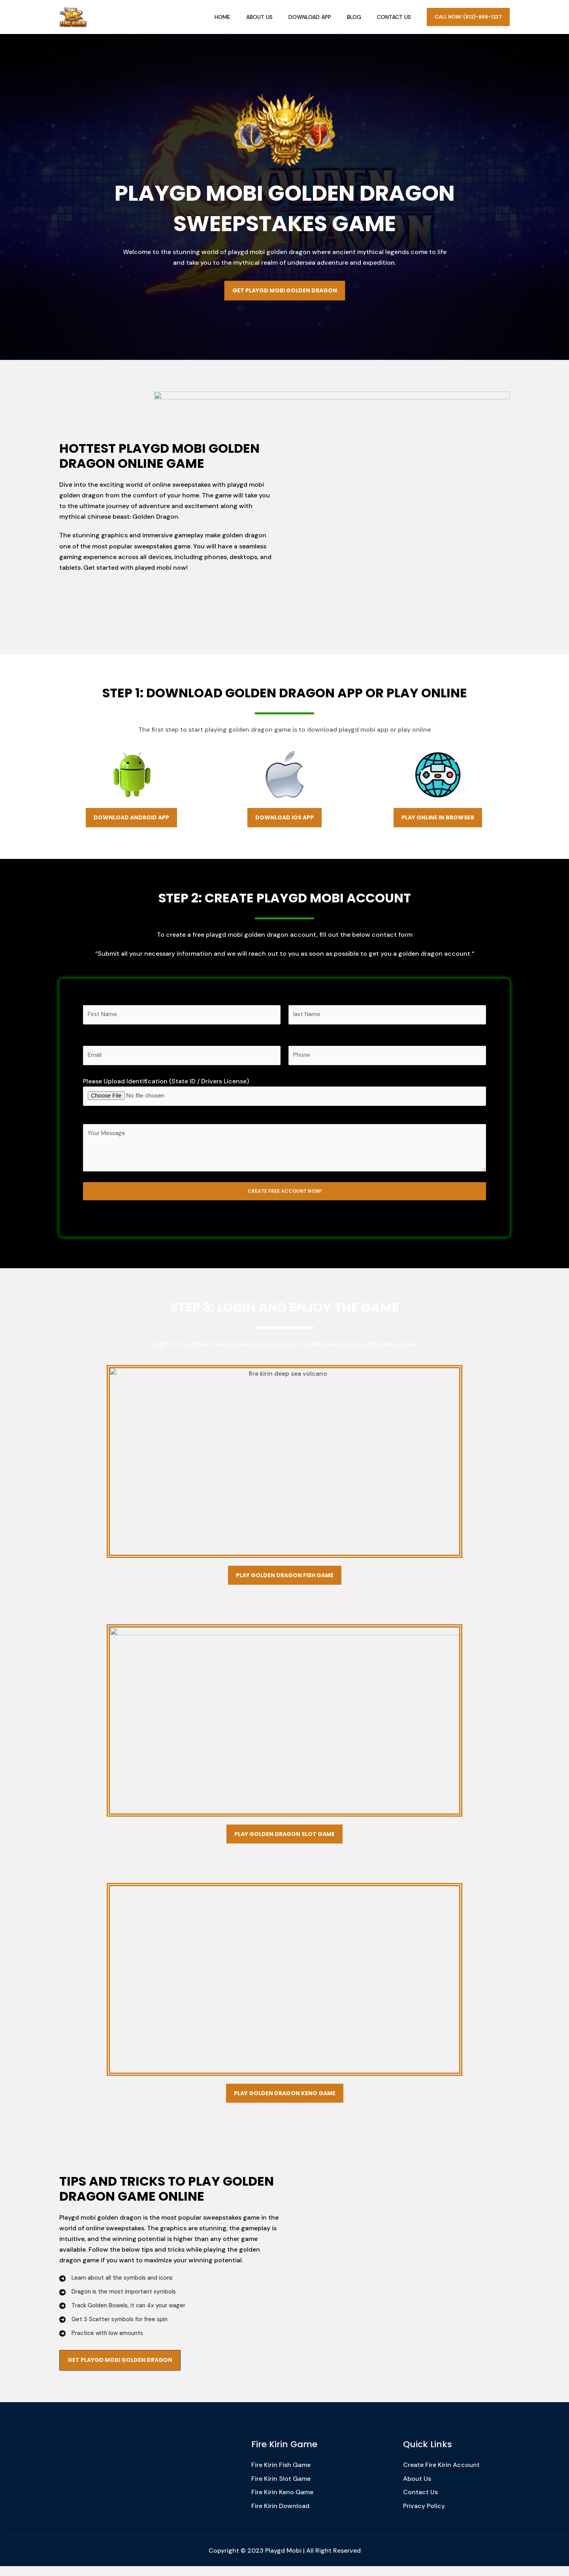 HOME
ABOUT US
DOWNLOAD APP
BLOG
CONTACT US
CALL NOW! (812)-869-1237
PLAYGD MOBI GOLDEN DRAGON
SWEEPSTAKES GAME
Welcome to the stunning world of playgd mobi golden dragon where ancient mythical legends come to life
and take you to the mythical realm of undersea adventure and expedition.
GET PLAYGD MOBI GOLDEN DRAGON
HOTTEST PLAYGD MOBI GOLDEN
DRAGON ONLINE GAME
Dive into the exciting world of online sweepstakes with playgd mobi
golden dragon from the comfort of your home. The game will take you
to the ultimate journey of adventure and excitement along with
mythical chinese beast: Golden Dragon.
The stunning graphics and immersive gameplay make golden dragon
one of the most popular sweepstakes game. You will have a seamless
gaming experience across all devices, including phones, desktops, and
tablets. Get started with played mobi now!
STEP 1: DOWNLOAD GOLDEN DRAGON APP OR PLAY ONLINE
The first step to start playing golden dragon game is to download playgd mobi app or play online
DOWNLOAD ANDROID APP
DOWNLOAD IOS APP
PLAY ONLINE IN BROWSER
STEP 2: CREATE PLAYGD MOBI ACCOUNT
To create a free playgd mobi golden dragon account, fill out the below contact form
“Submit all your necessary information and we will reach out to you as soon as possible to get you a golden dragon account ”
First Name
last Name
Email
Phone
Please Upload Identification (State ID / Drivers License)
Choose File No file chosen
Your Message
CREATE FREE ACCOUNT NOW!
STEP 3: LOGIN AND ENJOY THE GAME
fire kirin deep sea volcano
PLAY GOLDEN DRAGON FISH GAME
PLAY GOLDEN DRAGON SLOT GAME
PLAY GOLDEN DRAGON KENO GAME
TIPS AND TRICKS TO PLAY GOLDEN
DRAGON GAME ONLINE
Playgd mobi golden dragon is the most popular sweepstakes game in the
world of online sweepstakes. The graphics are stunning, the gameplay is
intuitive, and the winning potential is higher than any other game
available. Follow the below tips and tricks while playing the golden
dragon game if you want to maximize your winning potential.
Learn about all the symbols and icons
Dragon is the most important symbols
Track Golden Bowels, it can 4x your wager
Get 3 Scatter symbols for free spin
Practice with low amounts
GET PLAYGD MOBI GOLDEN DRAGON
Fire Kirin Game
Fire Kirin Fish Game
Fire Kirin Slot Game
Fire Kirin Keno Game
Fire Kirin Download
Quick Links
Create Fire Kirin Account
About Us
Contact Us
Privacy Policy
Copyright © 2023 Playgd Mobi | All Right Reserved